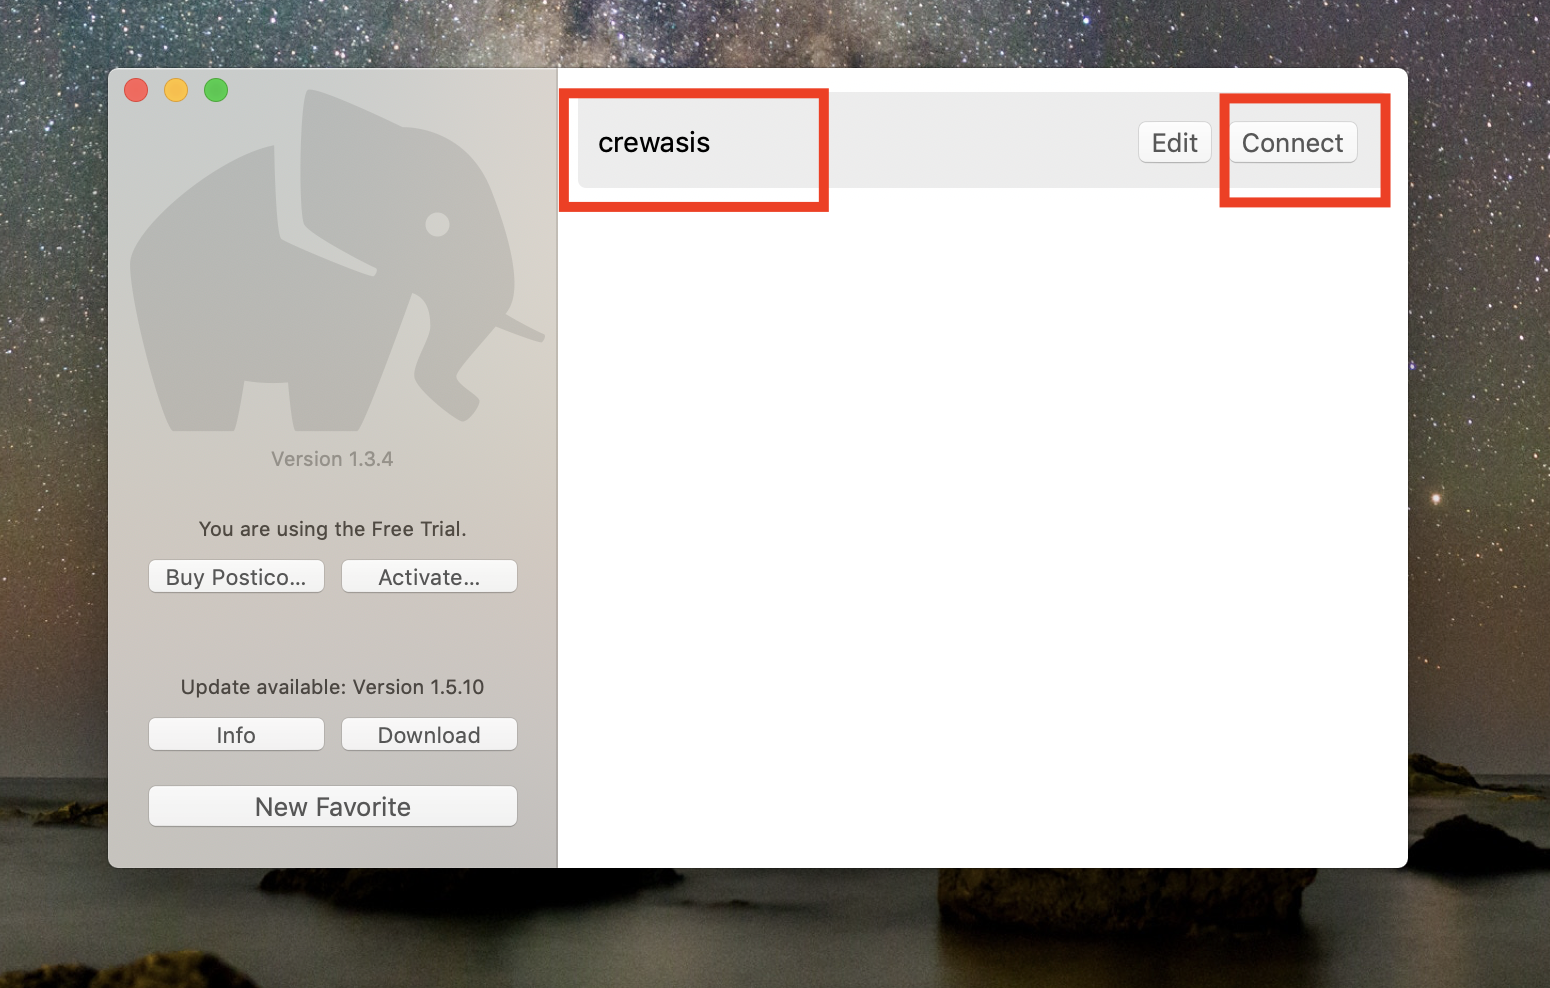 crewasis
Edit
Connect
Version 1.3.4
You are using the Free Trial.
Buy Postico...
Activate...
Update available: Version 1.5.10
Info
Download
New Favorite